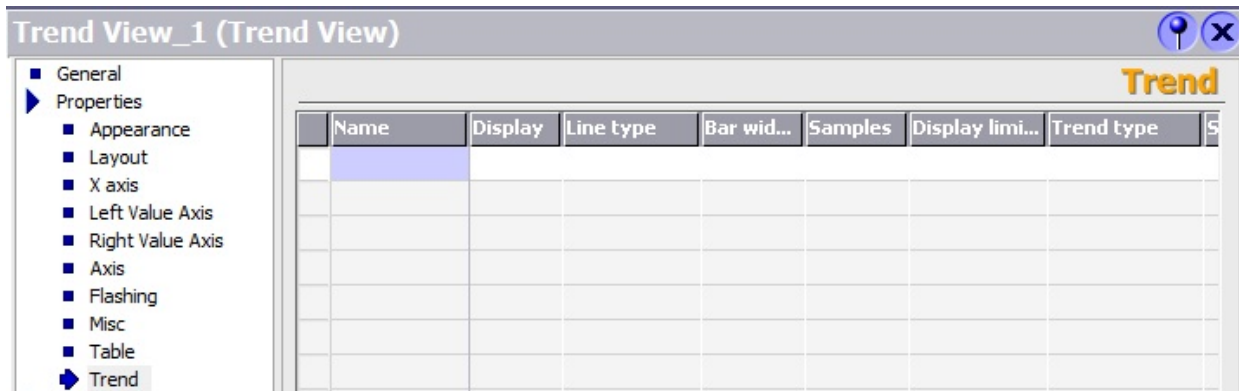 Trend View_1 (Trend View)
General
Properties
Appearance
Layout
X axis
Left Value Axis
Right Value Axis
Axis
Flashing
Misc
Table
Trend
Trend
Name Display Line type Bar wid... Samples Display limi... Trend type S